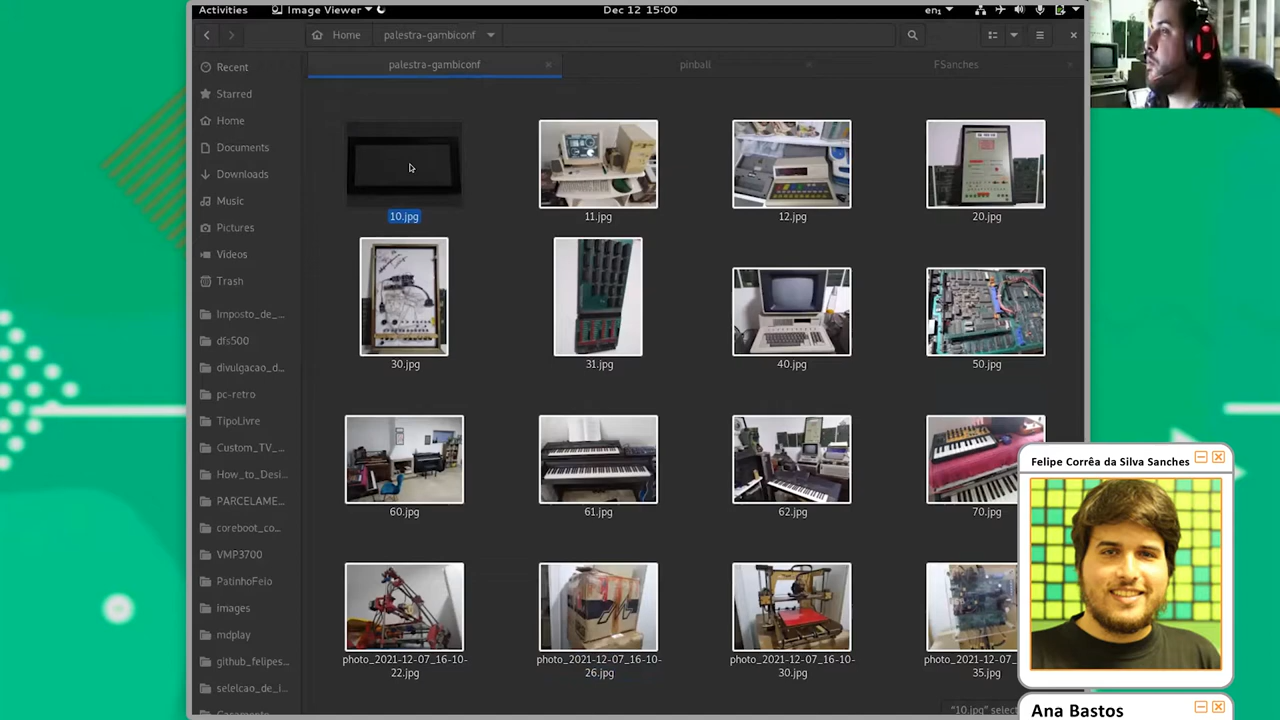 Activities
Image Viewer
Dec 12 15:00
en₁
Home
palestra-gambiconf
palestra-gambiconf
pinball
FSanches
Recent
Starred
Home
Documents
Downloads
Music
Pictures
Videos
Trash
Imposto_de_...
dfs500
divulgacao_d...
pc-retro
TipoLivre
Custom_TV_...
How_to_Desi...
PARCELAME...
coreboot_co...
VMP3700
PatinhoFeio
images
mdplay
github_felipes...
selelcao_de_i...
10.jpg
11.jpg
12.jpg
20.jpg
30.jpg
31.jpg
40.jpg
50.jpg
60.jpg
61.jpg
62.jpg
70.jpg
photo_2021-12-07_16-10-
22.jpg
photo_2021-12-07_16-10-
26.jpg
photo_2021-12-07_16-10-
30.jpg
photo_2021-12-07_16-10-
35.jpg
"10.jpg" selec
Felipe Corrêa da Silva Sanches
Ana Bastos